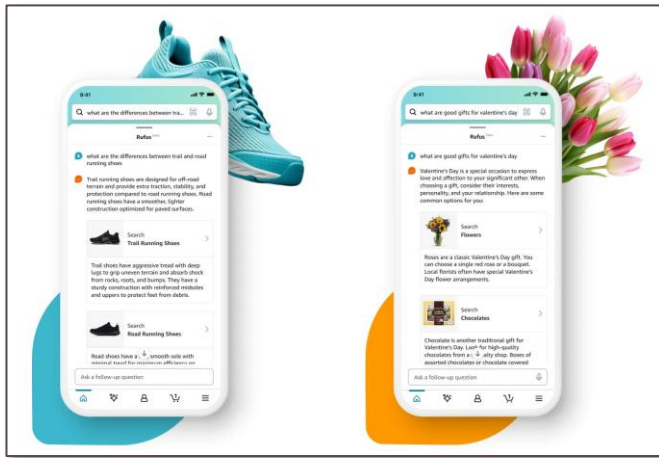 9:41
what are the differences between tra...
Rufus
what are the differences between trail and road
running shoes
Trail running shoes are designed for off-road
terrain and provide extra traction, stability, and
protection compared to road running shoes. Road
running shoes have a smoother, lighter
construction optimized for paved surfaces.
Search
Trail Running Shoes
Trail shoes have aggressive tread with deep
lugs to grip uneven terrain and absorb shock
from rocks, roots, and bumps. They have a
sturdy construction with reinforced midsoles
and uppers to protect feet from debris.
Search
Road Running Shoes
Road shoes have a smooth sole with
minimal tread for maximum efficiency on
Ask a follow-up question
9:41
what are good gifts for valentine's day
Rufus
what are good gifts for valentine's day
Valentine's Day is a special occasion to express
love and affection to your significant other. When
choosing a gift, consider their interests,
personality, and your relationship. Here are some
common options for you:
Search
Flowers
Roses are a classic Valentine's Day gift. You
can choose a single red rose or a bouquet.
Local florists often have special Valentine's
Day flower arrangements.
Search
Chocolates
Chocolate is another traditional gift for
Valentine's Day. Look for high-quality
chocolates from a shop. Boxes of
assorted chocolates or chocolate covered
Ask a follow-up question